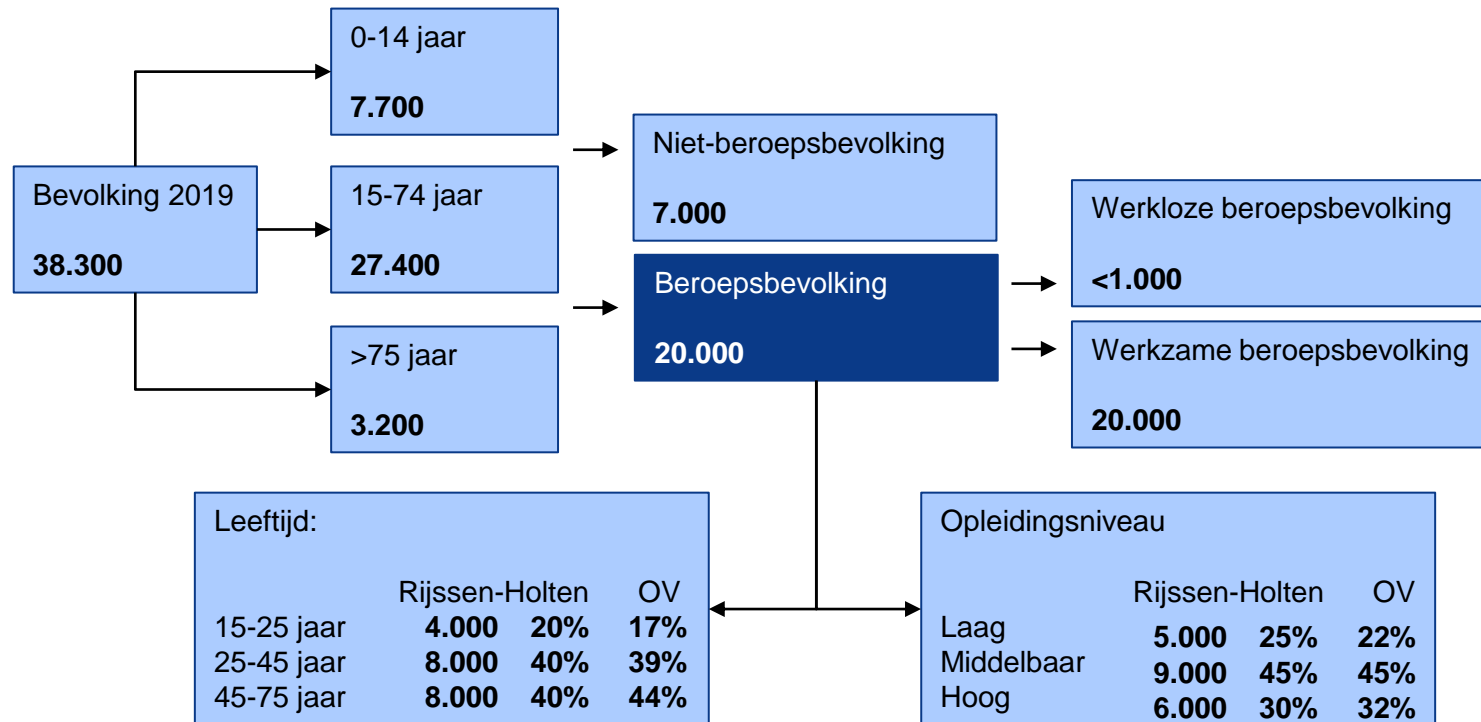 0-14 jaar
7.700
Bevolking 2019
38.300
15-74 jaar
27.400
>75 jaar
3.200
Niet-beroepsbevolking
7.000
Beroepsbevolking
20.000
Werkloze beroepsbevolking
<1.000
Werkzame beroepsbevolking
20.000
Leeftijd:
Rijssen-Holten OV
15-25 jaar 4.000 20% 17%
25-45 jaar 8.000 40% 39%
45-75 jaar 8.000 40% 44%
Opleidingsniveau
Rijssen-Holten OV
Laag 5.000 25% 22%
Middelbaar 9.000 45% 45%
Hoog 6.000 30% 32%